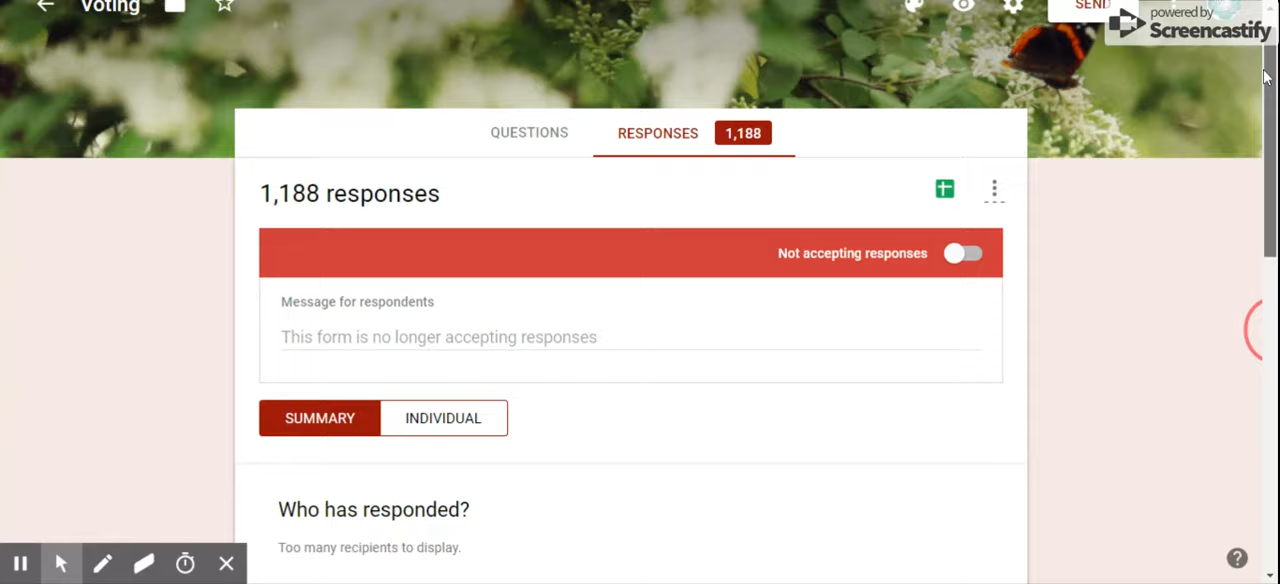 Voting
SEND
powered by
Screencastify
QUESTIONS
RESPONSES 1,188
1,188 responses
Not accepting responses
Message for respondents
This form is no longer accepting responses
SUMMARY
INDIVIDUAL
Who has responded?
Too many recipients to display.